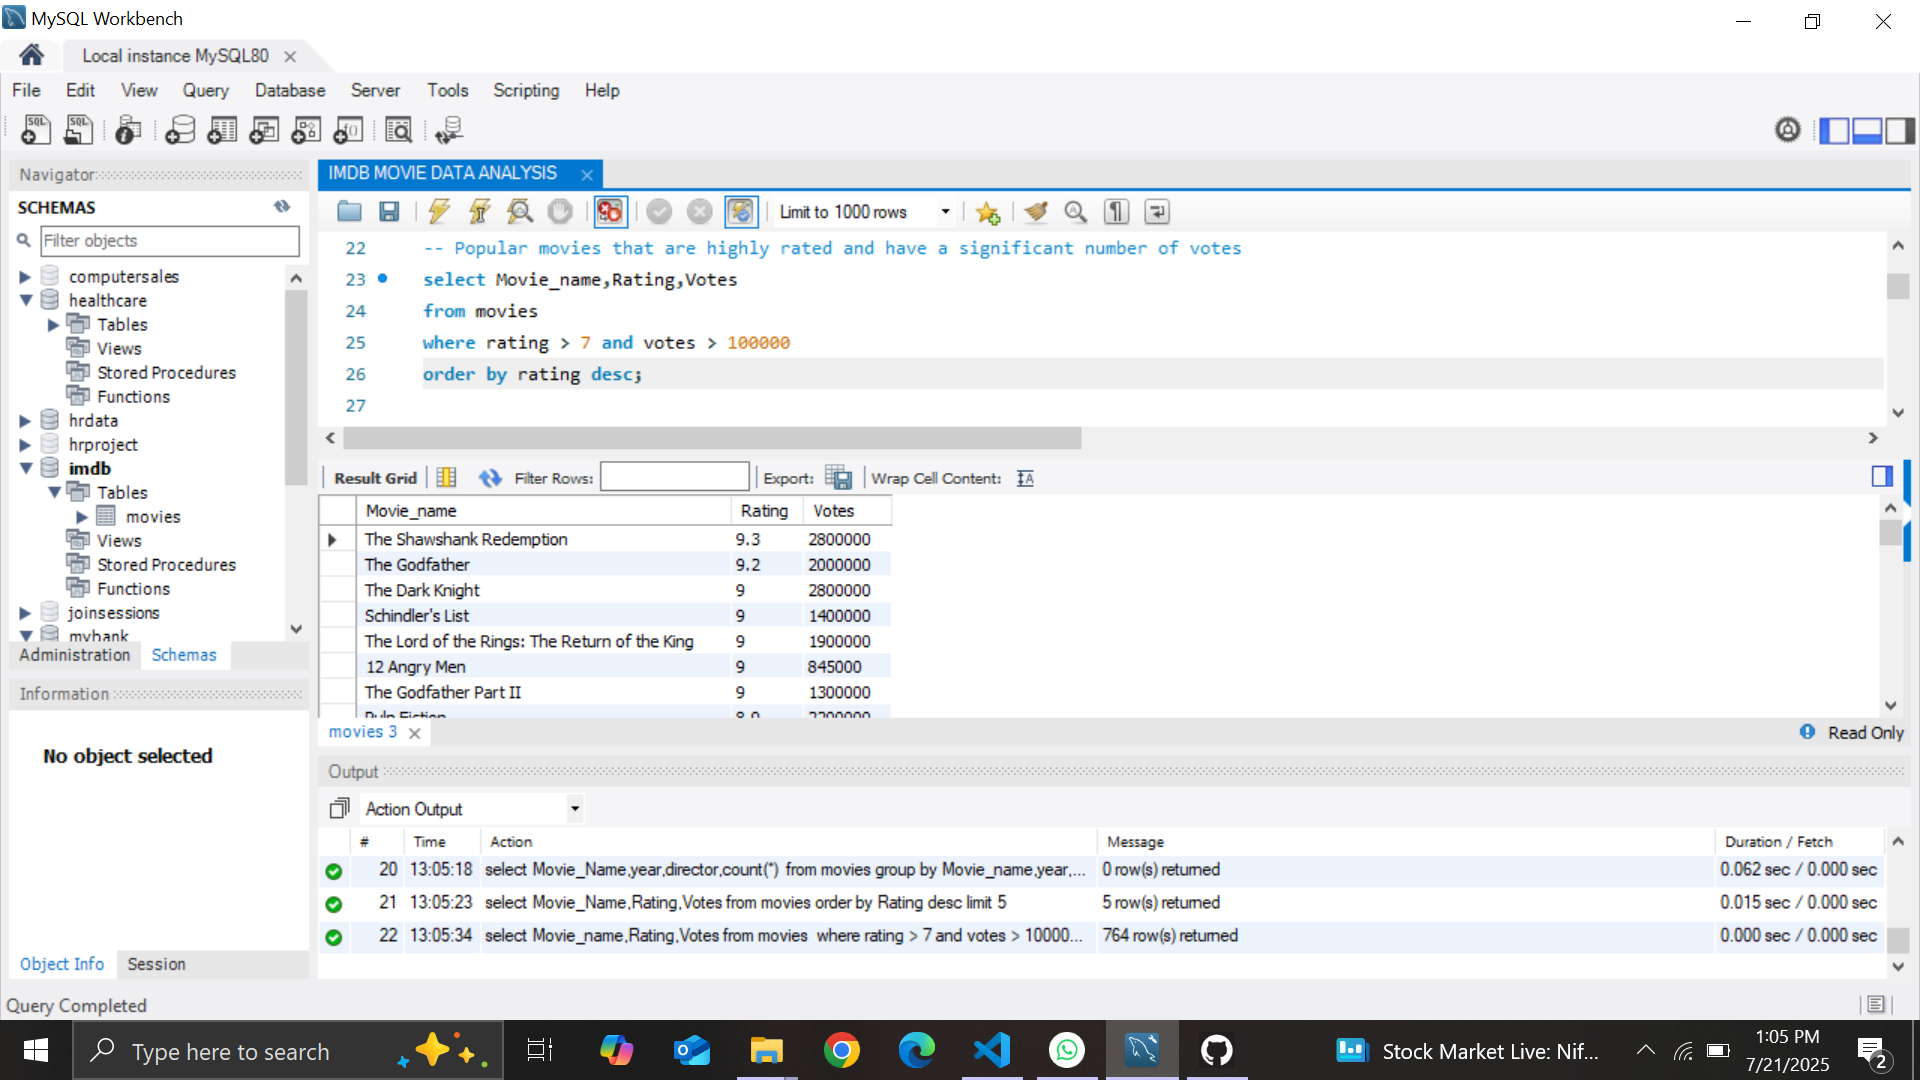 MySQL Workbench
Local instance MySQL80
File Edit View Query Database Server Tools Scripting Help
SQL SQL
Navigator
SCHEMAS
Filter objects
computersales
healthcare
Tables
Views
Stored Procedures
Functions
hrdata
hrproject
imdb
Tables
movies
Views
Stored Procedures
Functions
joinsessions
mybank
Administration Schemas
Information
No object selected
Object Info Session
Query Completed
IMDB MOVIE DATA ANALYSIS
Limit to 1000 rows
22 -- Popular movies that are highly rated and have a significant number of votes
23 select Movie_name,Rating,Votes
24 from movies
25 where rating > 7 and votes > 100000
26 order by rating desc;
27
Result Grid Filter Rows: Export: Wrap Cell Content:
Movie_name Rating Votes
The Shawshank Redemption 9.3 2800000
The Godfather 9.2 2000000
The Dark Knight 9 2800000
Schindler's List 9 1400000
The Lord of the Rings: The Return of the King 9 1900000
12 Angry Men 9 845000
The Godfather Part II 9 1300000
Pulp Fiction 8.9
movies 3 Read Only
Output
Action Output
# Time Action Message Duration / Fetch
20 13:05:18 select Movie_Name,year,director,count(*) from movies group by Movie_name,year,... 0 row(s) returned 0.062 sec / 0.000 sec
21 13:05:23 select Movie_Name,Rating,Votes from movies order by Rating desc limit 5 5 row(s) returned 0.015 sec / 0.000 sec
22 13:05:34 select Movie_name,Rating,Votes from movies where rating > 7 and votes > 10000... 764 row(s) returned 0.000 sec / 0.000 sec
Type here to search
Stock Market Live: Nif...
1:05 PM
7/21/2025
2